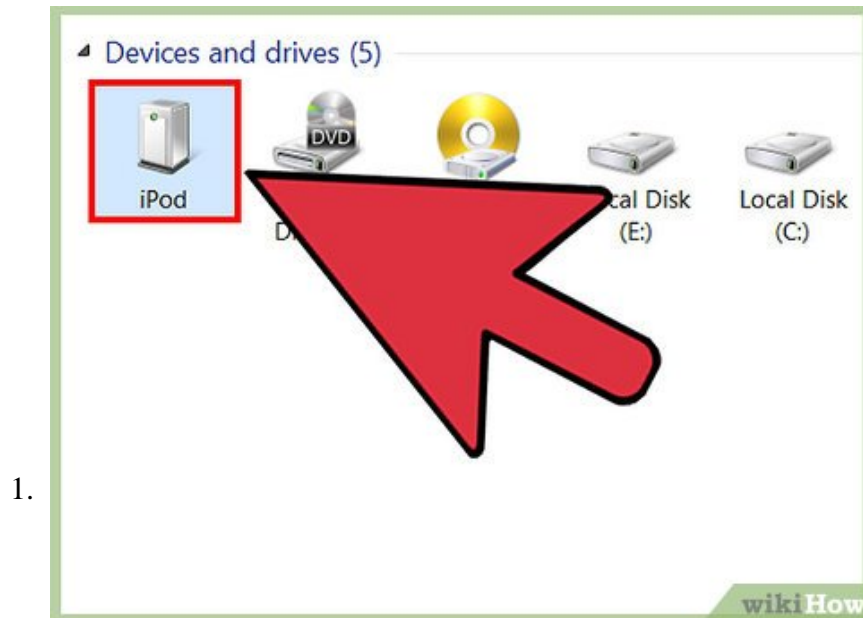 Devices and drives (5)
DVD
iPod
cal Disk
(E:)
Local Disk
(C:)
1.
wikiHow